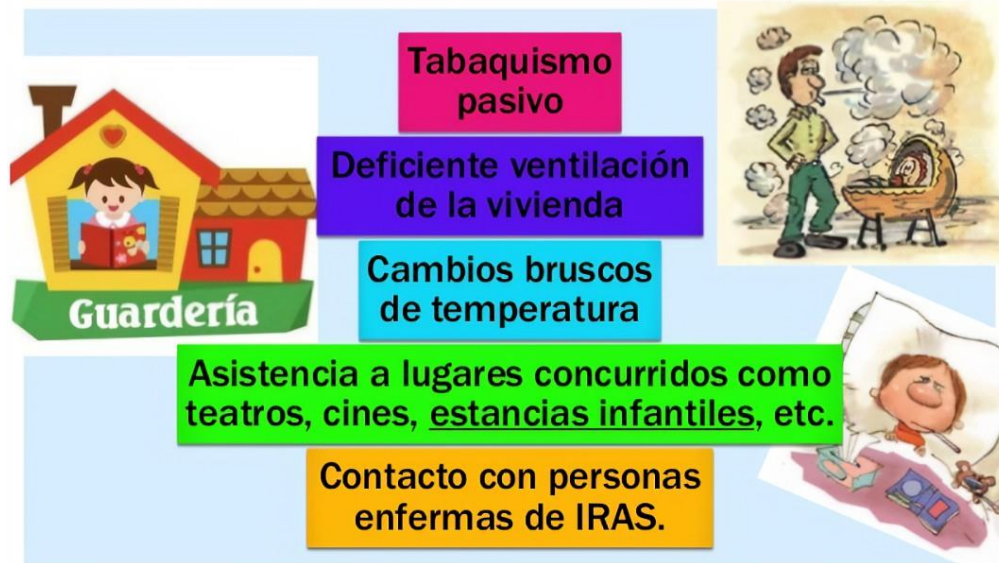 Tabaquismo
pasivo
Deficiente ventilación
de la vivienda
Cambios bruscos
de temperatura
Guardería
Asistencia a lugares concurridos como
teatros, cines, estancias infantiles, etc.
Contacto con personas
enfermas de IRAS.